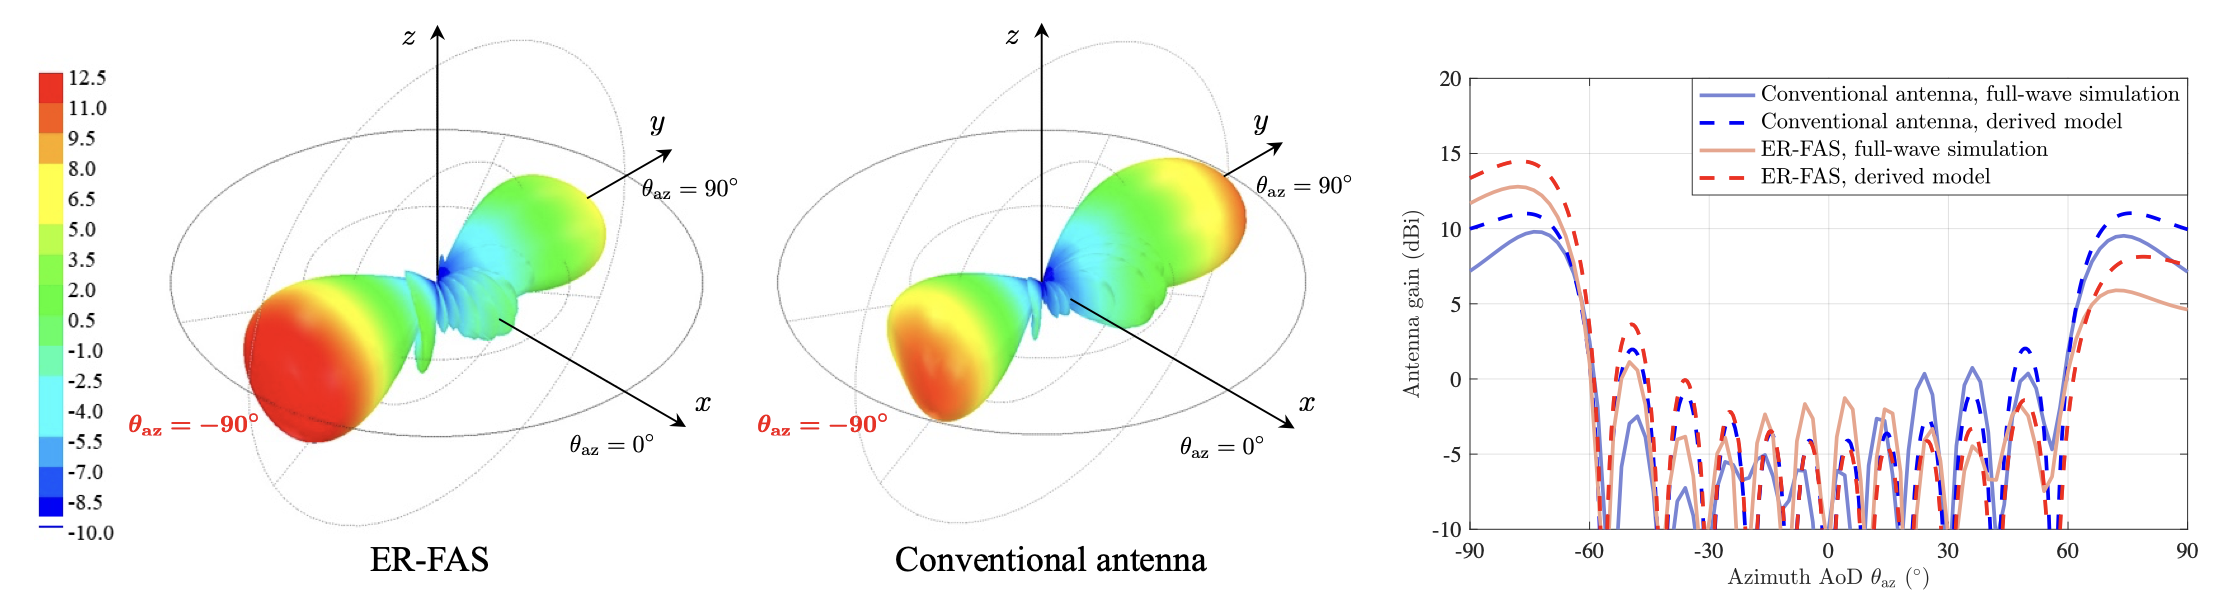 12.5
11.0
9.5
8.0
6.5
5.0
3.5
2.0
0.5
-1.0
-2.5
-4.0
-5.5
-7.0
-8.5
-10.0
z
y
θaz = 90°
x
θaz = −90°
θaz = 0°
ER-FAS
z
y
θaz = 90°
x
θaz = −90°
θaz = 0°
Conventional antenna
20
15
10
5
0
-5
-10
Antenna gain (dBi)
Conventional antenna, full-wave simulation
Conventional antenna, derived model
ER-FAS, full-wave simulation
ER-FAS, derived model
-90 -60 -30 0 30 60 90
Azimuth AoD θaz (°)